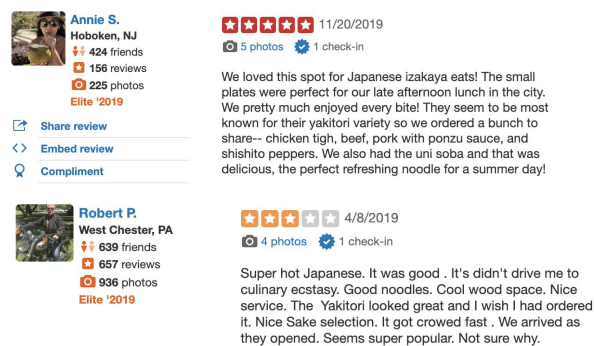 Annie S.
Hoboken, NJ
424 friends
156 reviews
225 photos
Elite '2019
Share review
Embed review
Compliment
11/20/2019
5 photos 1 check-in
We loved this spot for Japanese izakaya eats! The small
plates were perfect for our late afternoon lunch in the city.
We pretty much enjoyed every bite! They seem to be most
known for their yakitori variety so we ordered a bunch to
share-- chicken tigh, beef, pork with ponzu sauce, and
shishito peppers. We also had the uni soba and that was
delicious, the perfect refreshing noodle for a summer day!
Robert P.
West Chester, PA
639 friends
657 reviews
936 photos
Elite '2019
4/8/2019
4 photos 1 check-in
Super hot Japanese. It was good . It's didn't drive me to
culinary ecstasy. Good noodles. Cool wood space. Nice
service. The Yakitori looked great and I wish I had ordered
it. Nice Sake selection. It got crowed fast . We arrived as
they opened. Seems super popular. Not sure why.